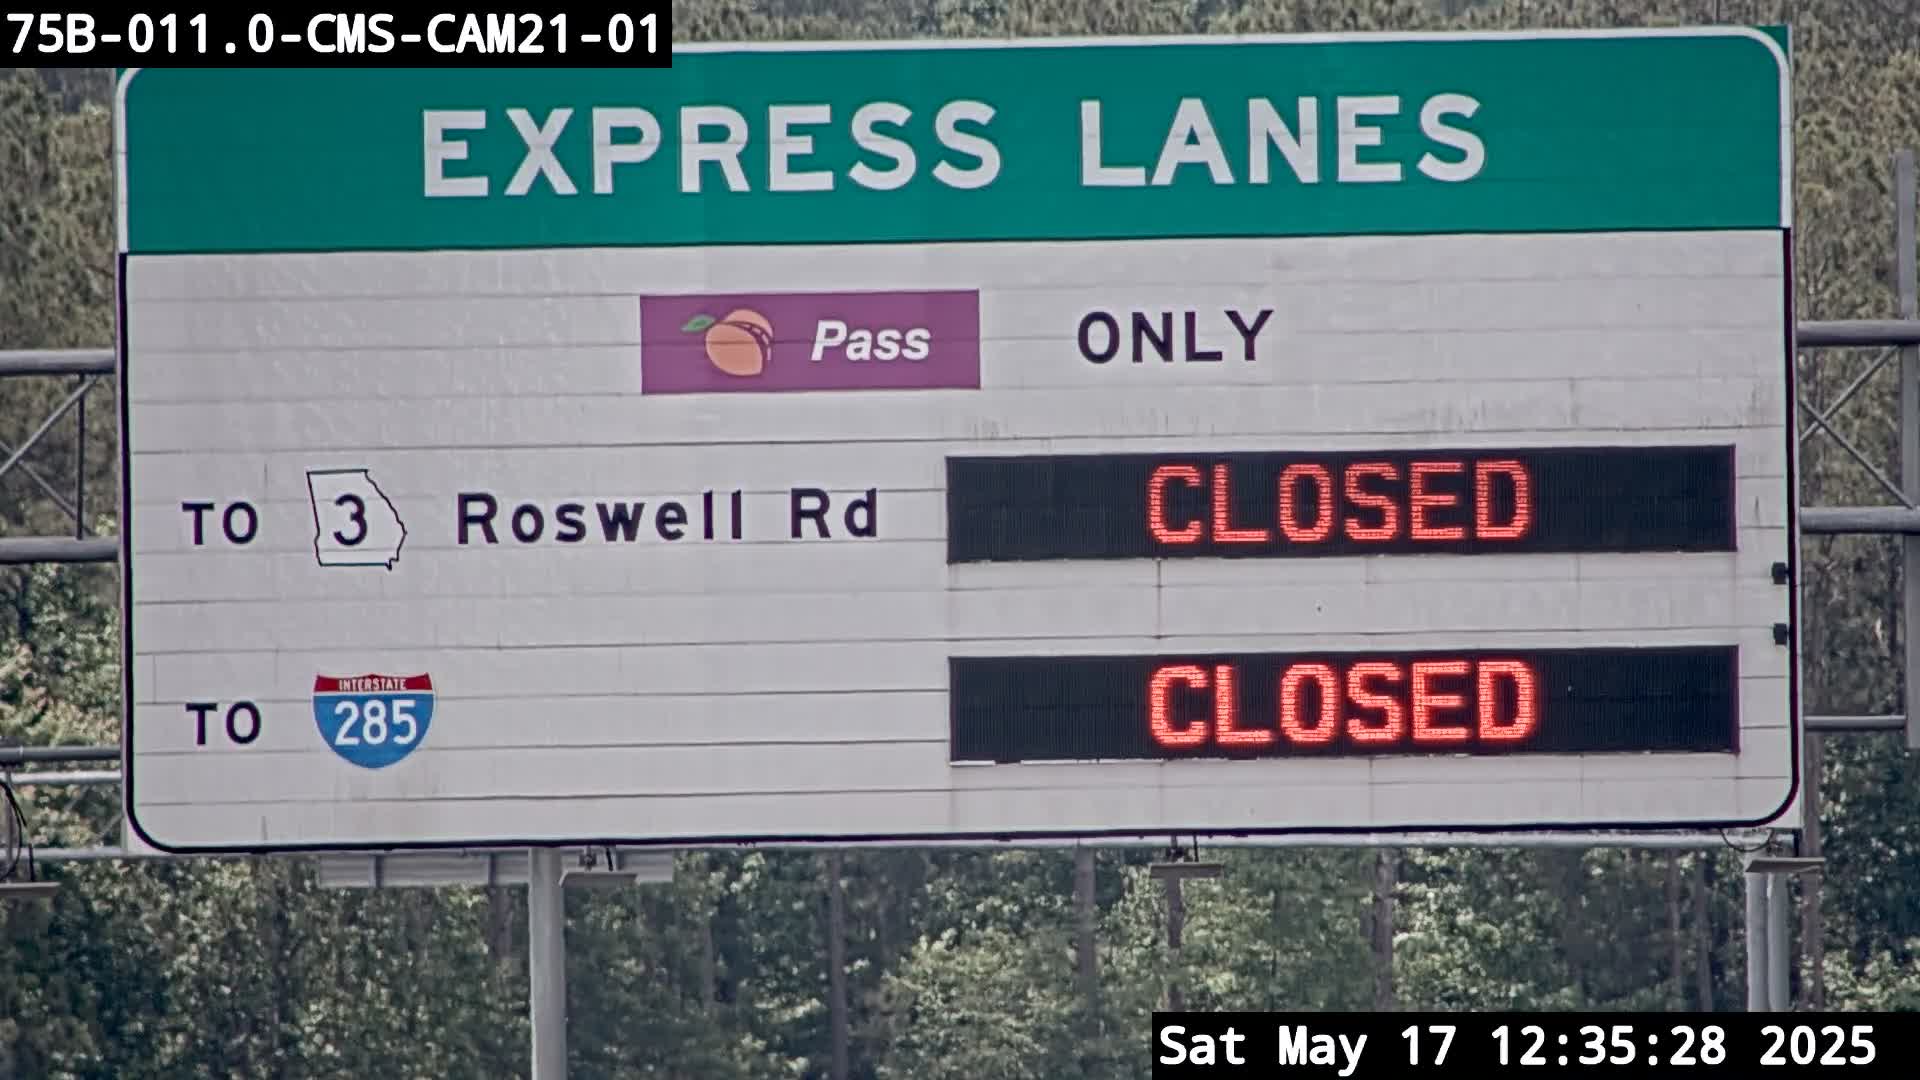 75B-011.0-CMS-CAM21-01
EXPRESS LANES
Pass ONLY
TO 3 Roswell Rd CLOSED
TO INTERSTATE 285 CLOSED
Sat May 17 12:35:28 2025